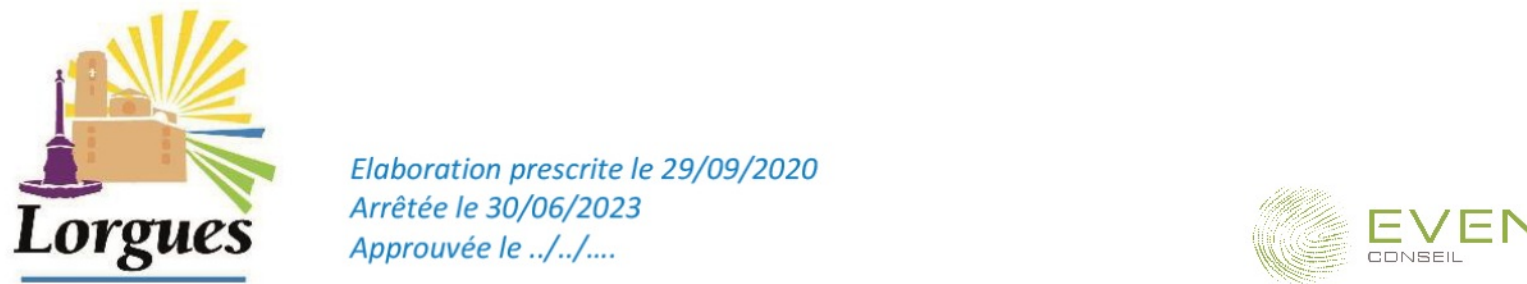 Lorgues
Elaboration prescrite le 29/09/2020
Arrêtée le 30/06/2023
Approuvée le ../../....
EVEN
CONSEIL